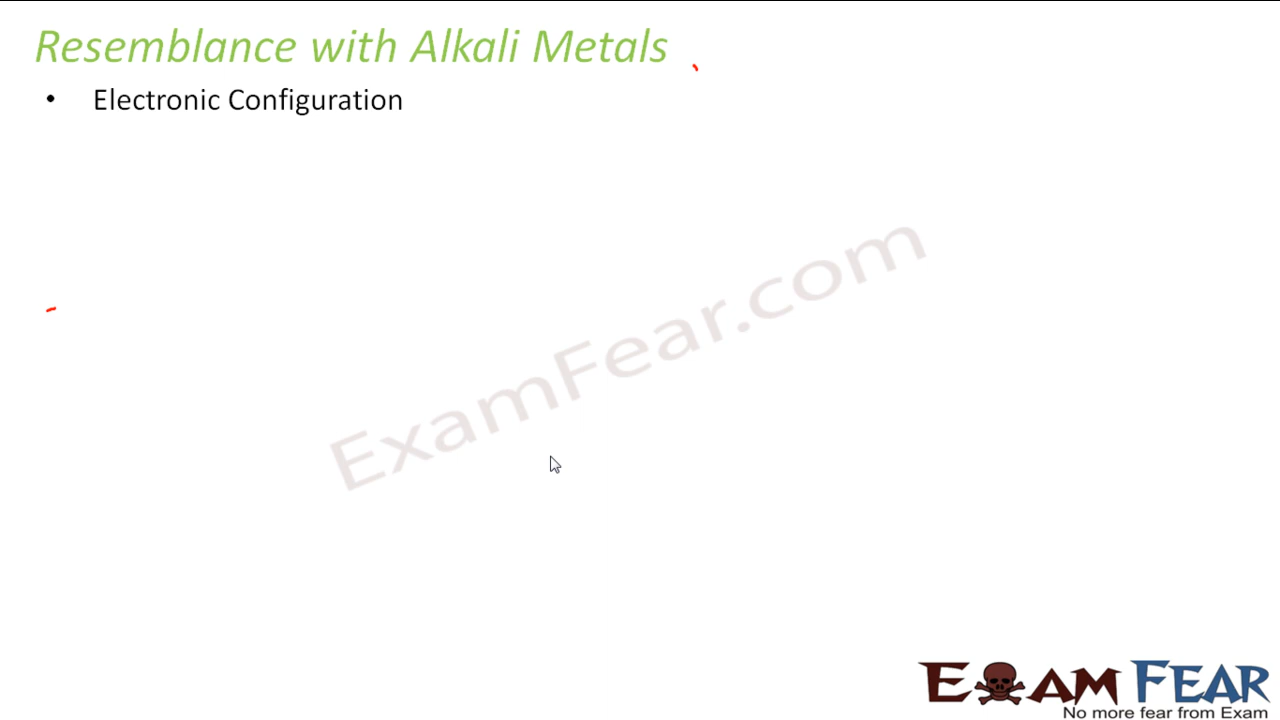 Resemblance with Alkali Metals
• Electronic Configuration
ExamFear.com
EXAM FEAR
No more fear from Exam